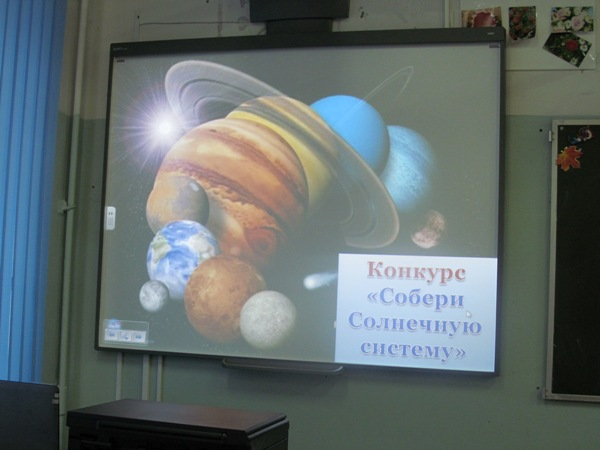 Конкурс
«Собери
Солнечную
систему»